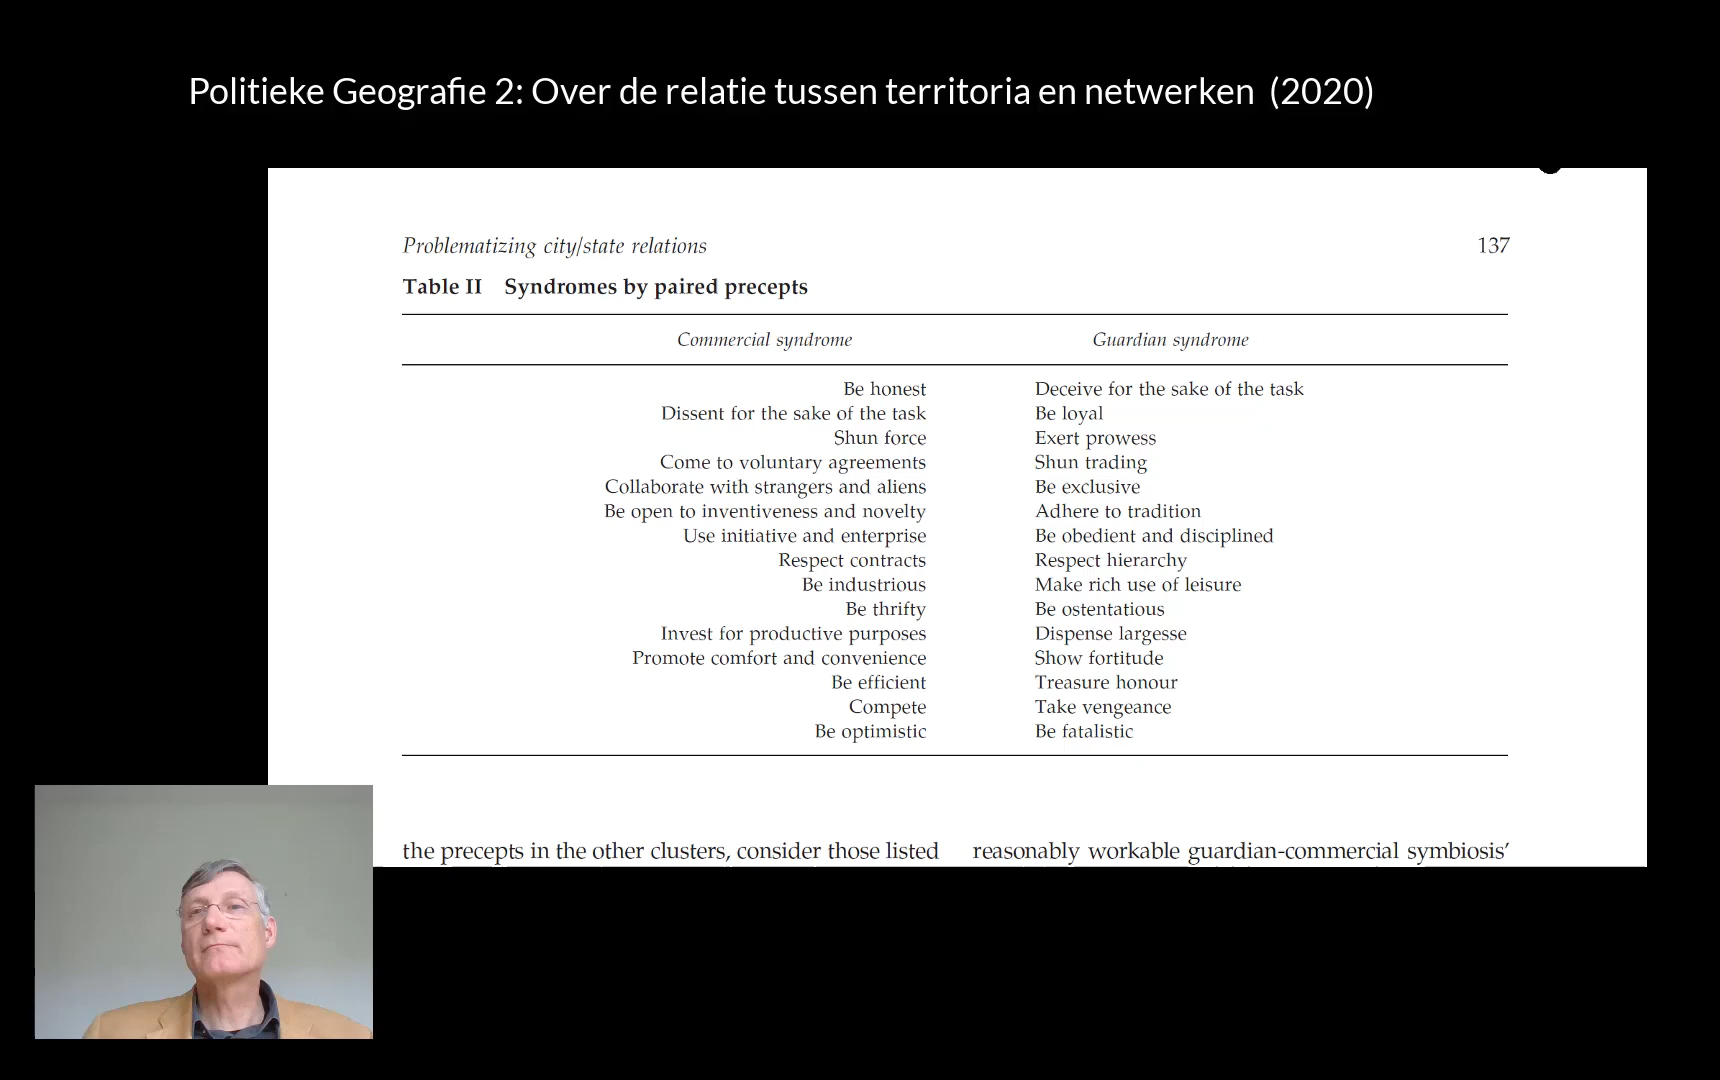 Politieke Geografie 2: Over de relatie tussen territoria en netwerken (2020)
Problematizing city/state relations 137
Table II Syndromes by paired precepts
Commercial syndrome Guardian syndrome
Be honest Deceive for the sake of the task
Dissent for the sake of the task Be loyal
Shun force Exert prowess
Come to voluntary agreements Shun trading
Collaborate with strangers and aliens Be exclusive
Be open to inventiveness and novelty Adhere to tradition
Use initiative and enterprise Be obedient and disciplined
Respect contracts Respect hierarchy
Be industrious Make rich use of leisure
Be thrifty Be ostentatious
Invest for productive purposes Dispense largesse
Promote comfort and convenience Show fortitude
Be efficient Treasure honour
Compete Take vengeance
Be optimistic Be fatalistic
the precepts in the other clusters, consider those listed reasonably workable guardian-commercial symbiosis’